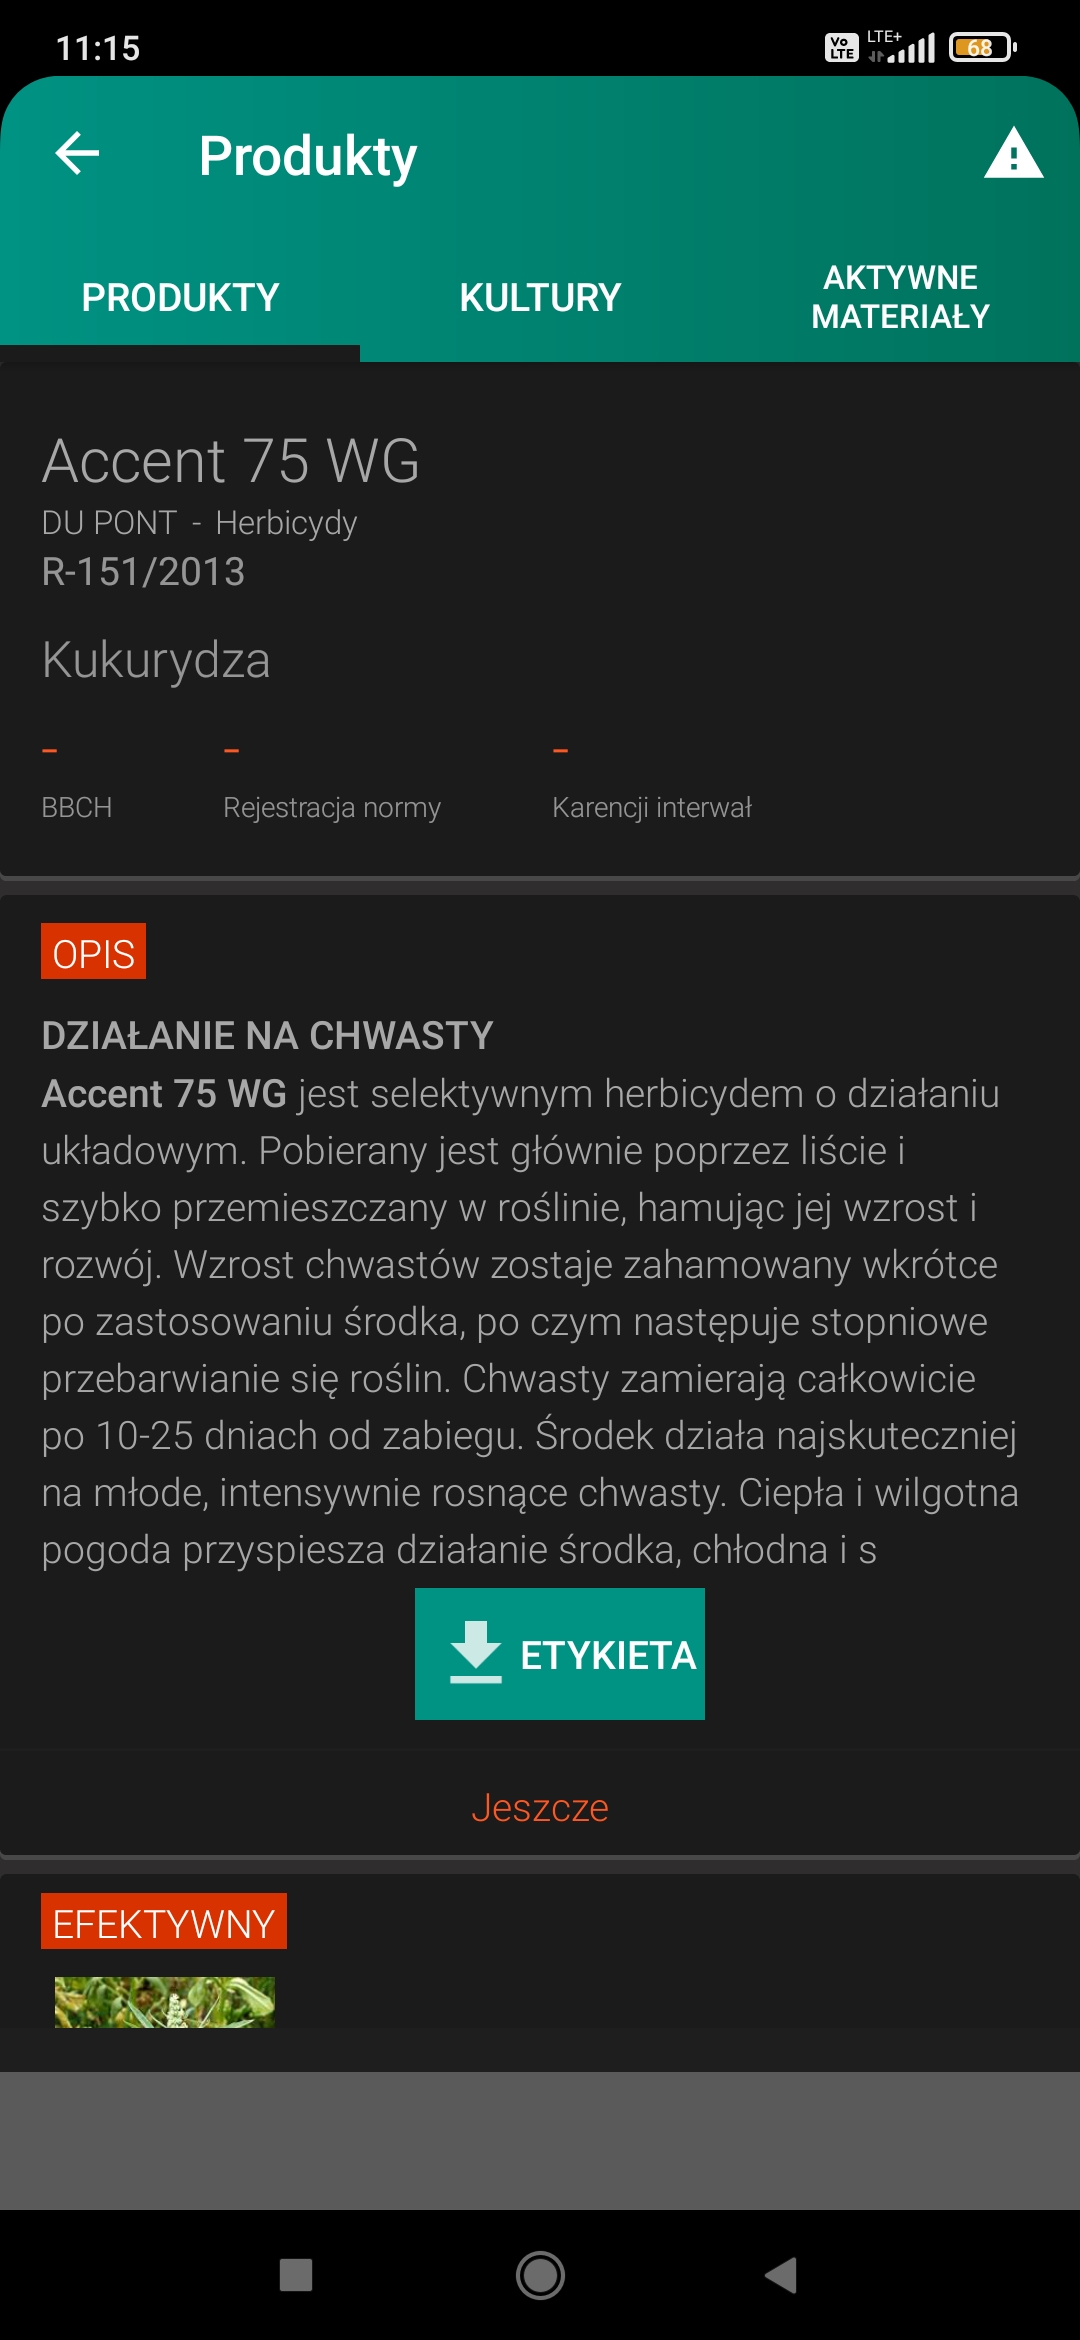 11:15
Vo LTE
LTE+
68
Produkty
PRODUKTY
KULTURY
AKTYWNE
MATERIAŁY
Accent 75 WG
DU PONT - Herbicydy
R-151/2013
Kukurydza
- - -
BBCH Rejestracja normy Karencji interwał
OPIS
DZIAŁANIE NA CHWASTY
Accent 75 WG jest selektywnym herbicydem o działaniu
układowym. Pobierany jest głównie poprzez liście i
szybko przemieszczany w roślinie, hamując jej wzrost i
rozwój. Wzrost chwastów zostaje zahamowany wkrótce
po zastosowaniu środka, po czym następuje stopniowe
przebarwianie się roślin. Chwasty zamierają całkowicie
po 10-25 dniach od zabiegu. Środek działa najskuteczniej
na młode, intensywnie rosnące chwasty. Ciepła i wilgotna
pogoda przyspiesza działanie środka, chłodna i s
ETYKIETA
Jeszcze
EFEKTYWNY